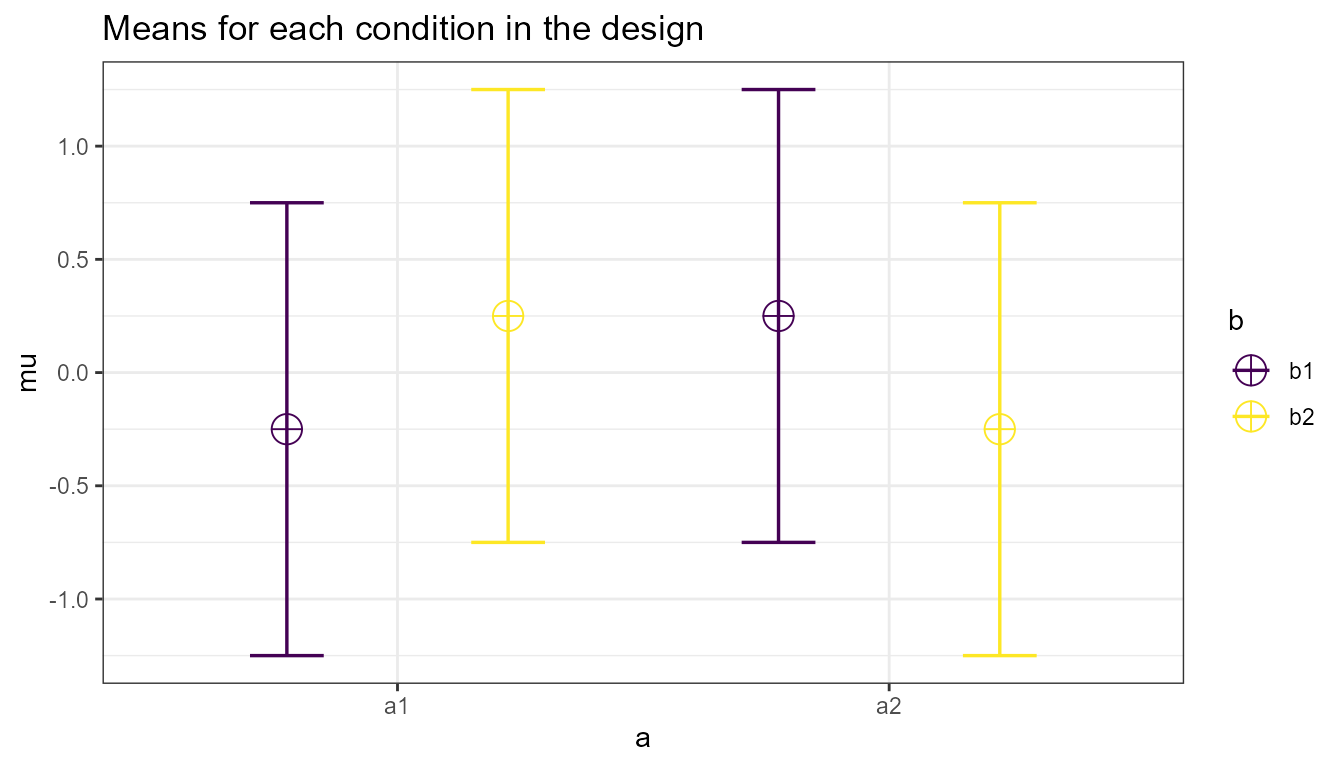 Means for each condition in the design
mu
1.0
0.5
0.0
-0.5
-1.0
a1
a2
a
b
b1
b2